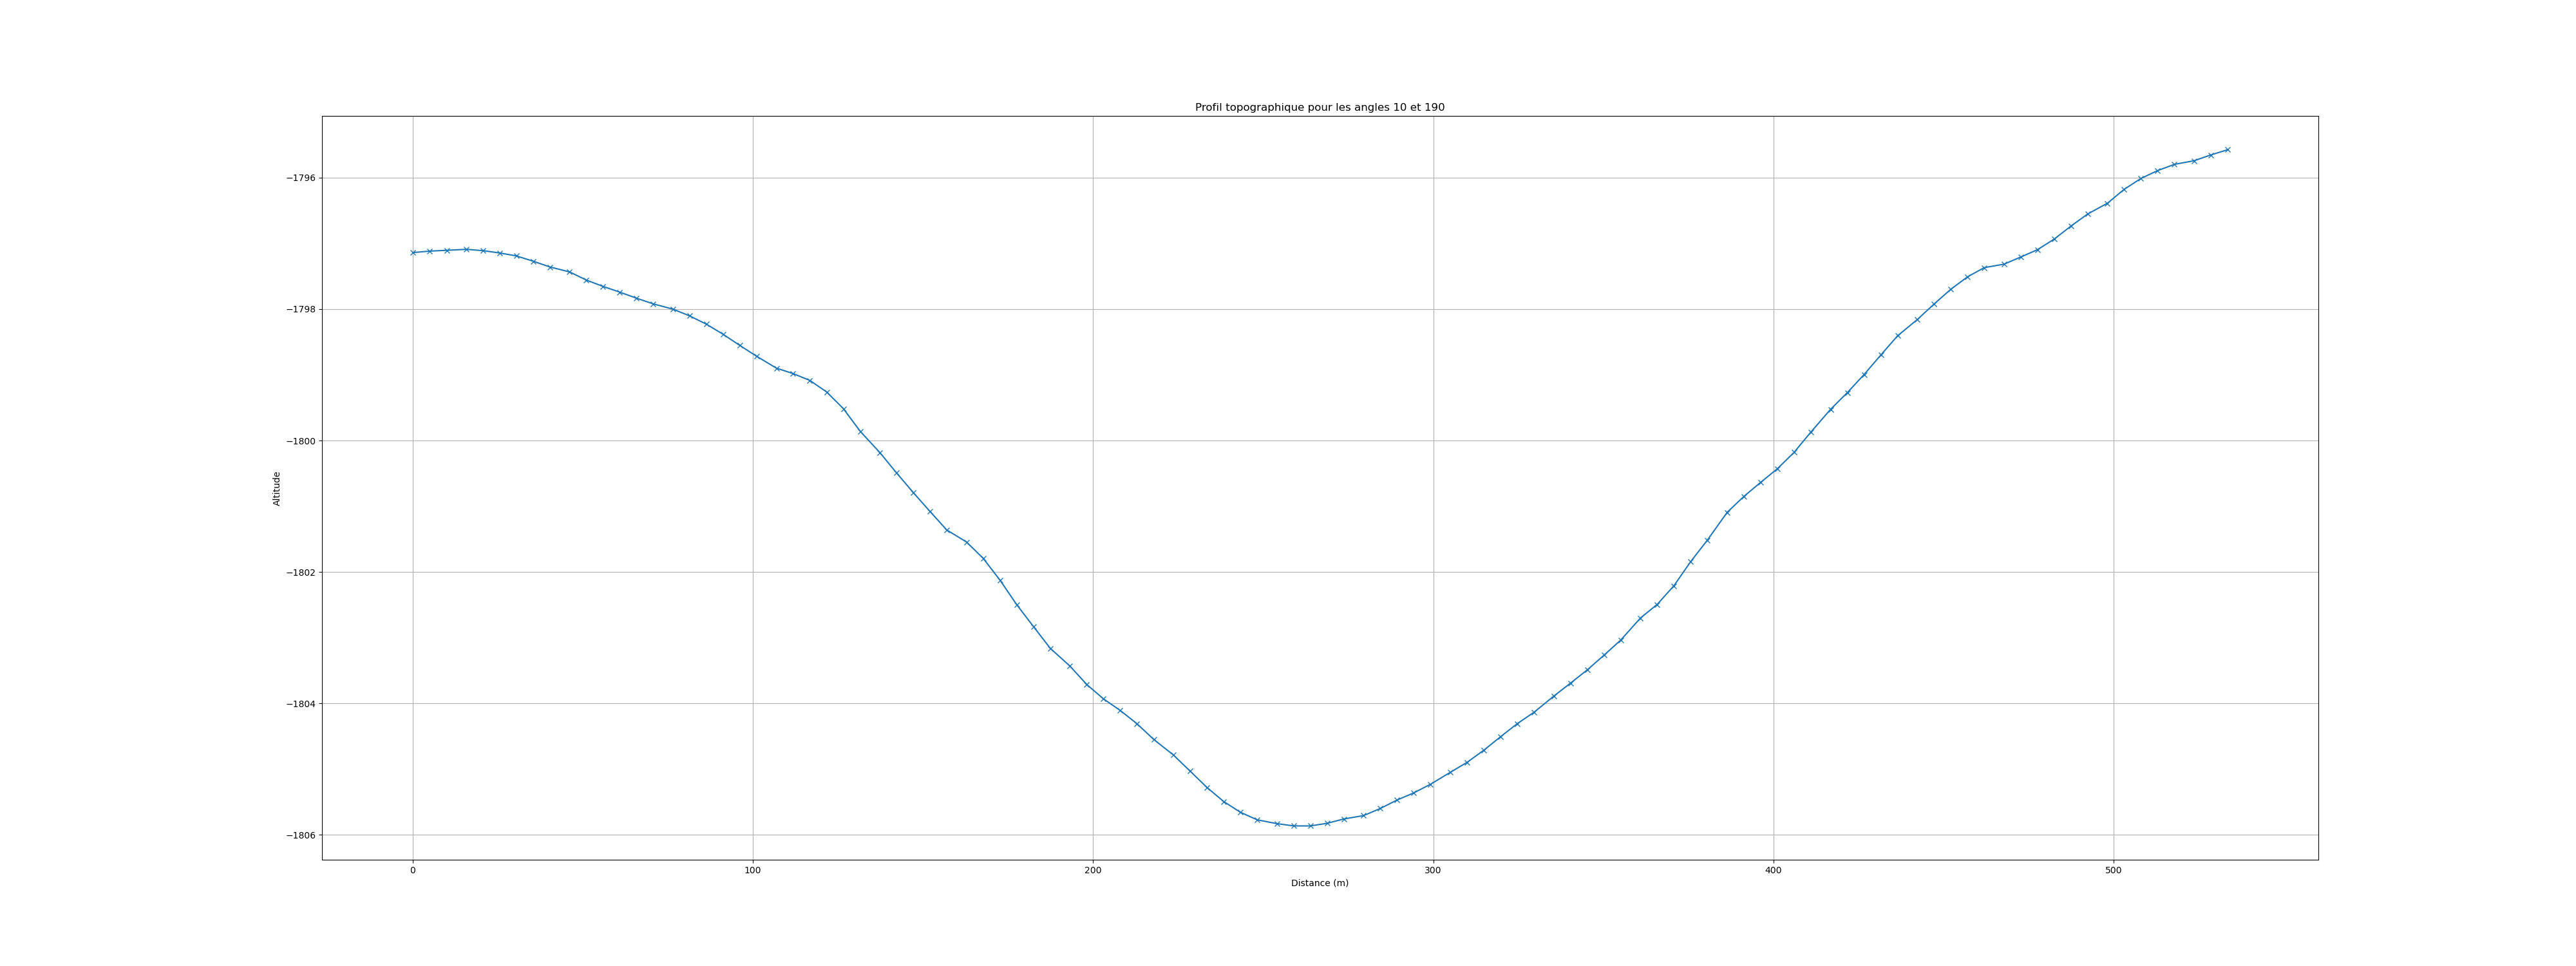 Profil topographique pour les angles 10 et 190
Altitude
−1796
−1798
−1800
−1802
−1804
−1806
0 100 200 300 400 500
Distance (m)